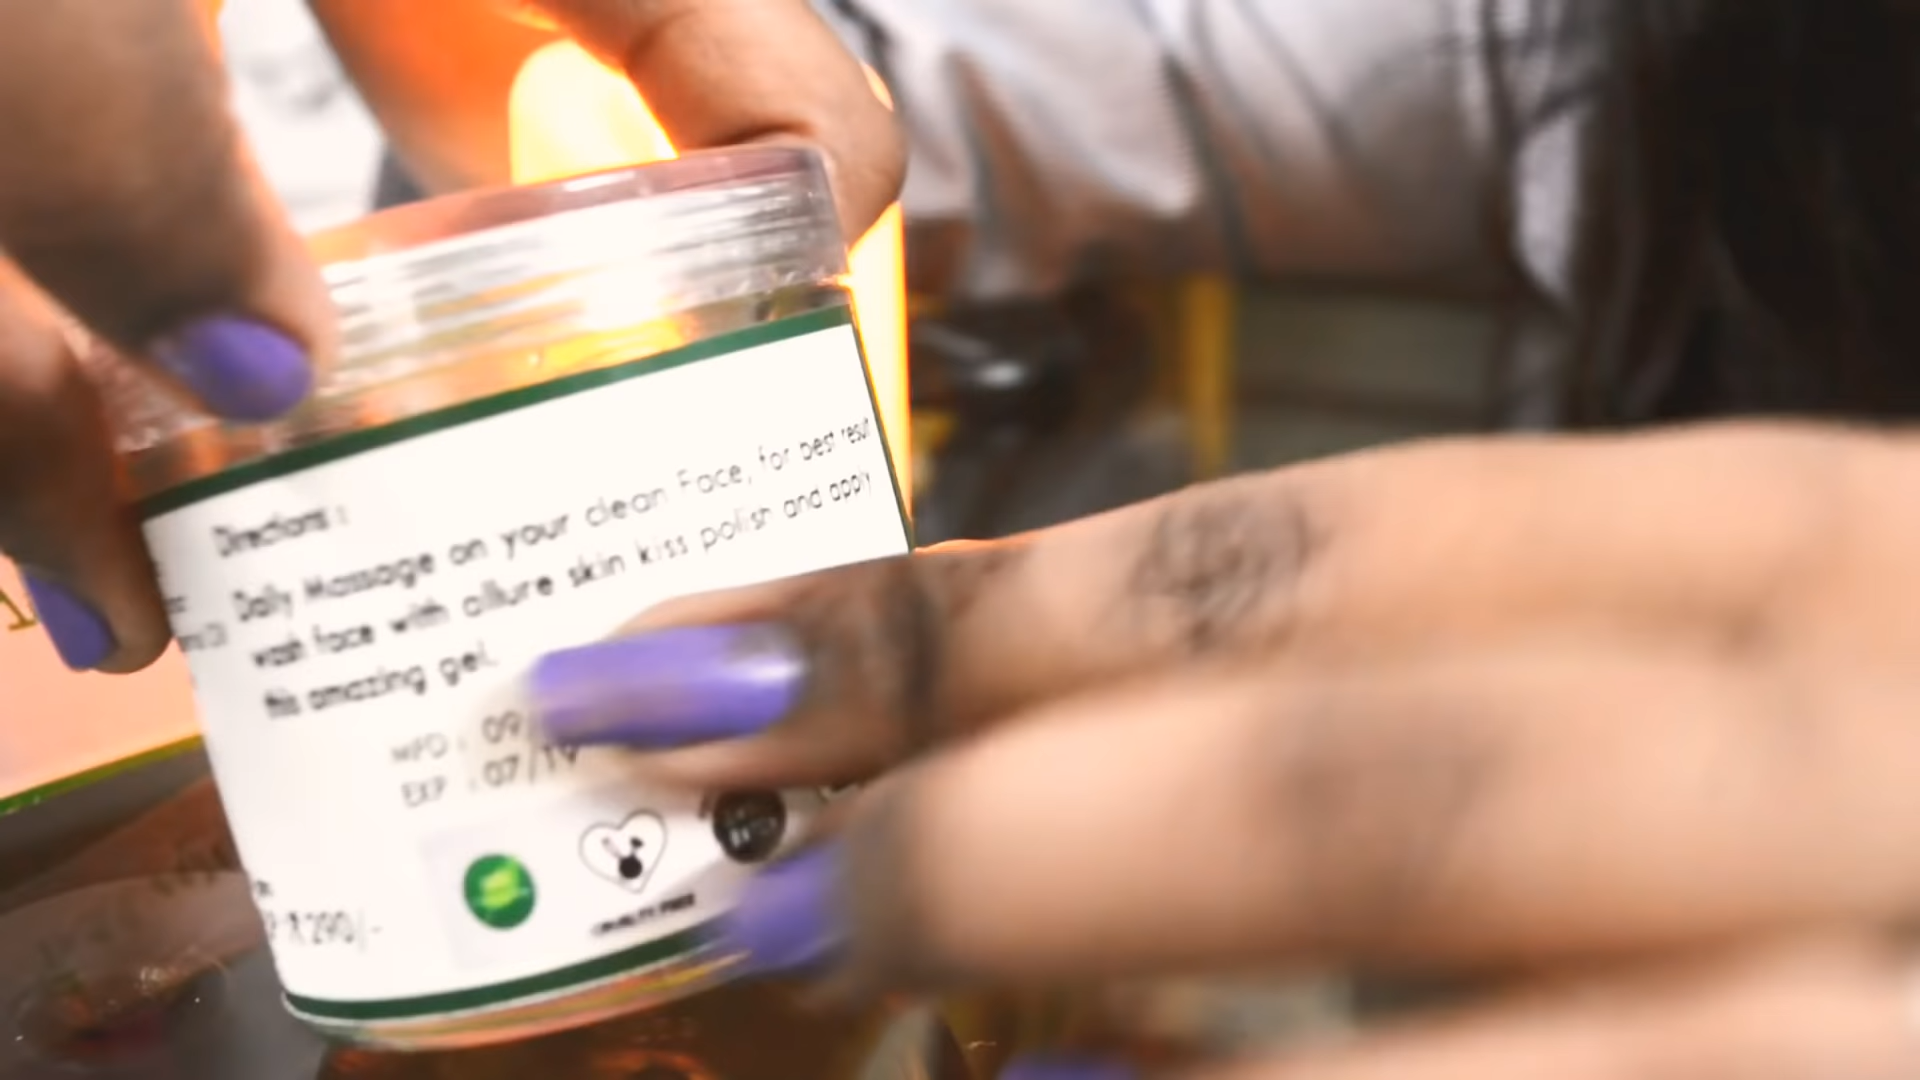 Directions :
Daily Massage on your clean Face, for best result
wash face with allure skin kiss polish and apply
this amazing gel.
MFD : 09
EXP : 07/19
₹290/-
CRUELTY FREE